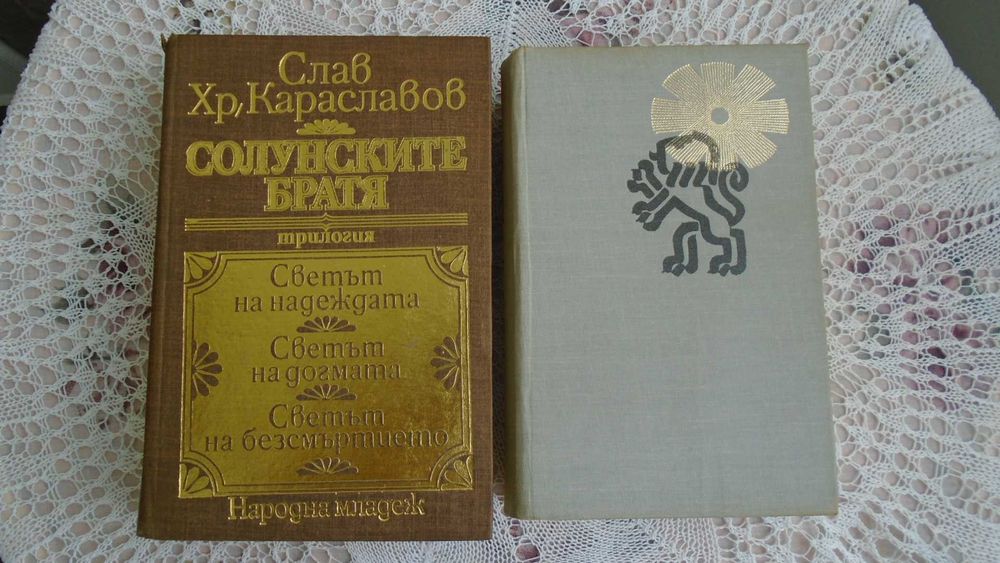 Слав
Хр, Караславов
СОЛУНСКИТЕ
БРАТЯ
трилогия
Светът
на надеждата
Светът
на догмата
Светът
на безсмъртието
Народна младеж